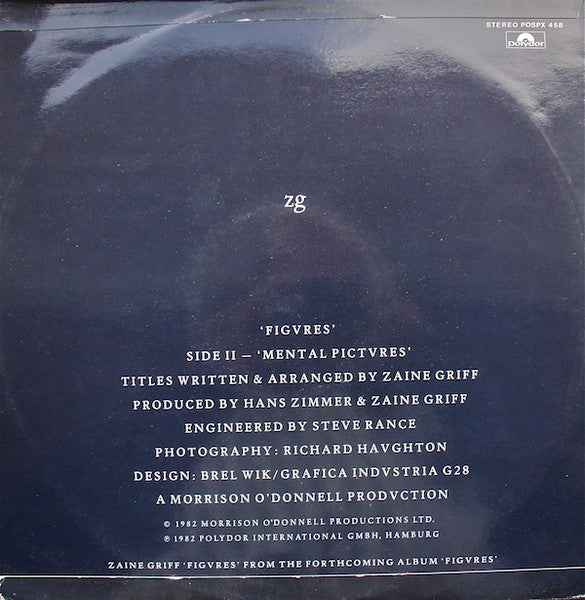 STEREO POSPX 458
Polydor
zg
‘FIGVRES’
SIDE II – ‘MENTAL PICTVRES’
TITLES WRITTEN & ARRANGED BY ZAINE GRIFF
PRODUCED BY HANS ZIMMER & ZAINE GRIFF
ENGINEERED BY STEVE RANCE
PHOTOGRAPHY: RICHARD HAVGHTON
DESIGN: BREL WIK/GRAFICA INDVSTRIA G28
A MORRISON O’DONNELL PRODVCTION
© 1982 MORRISON O’DONNELL PRODUCTIONS LTD.
℗ 1982 POLYDOR INTERNATIONAL GMBH, HAMBURG
ZAINE GRIFF ‘FIGVRES’ FROM THE FORTHCOMING ALBUM ‘FIGVRES’